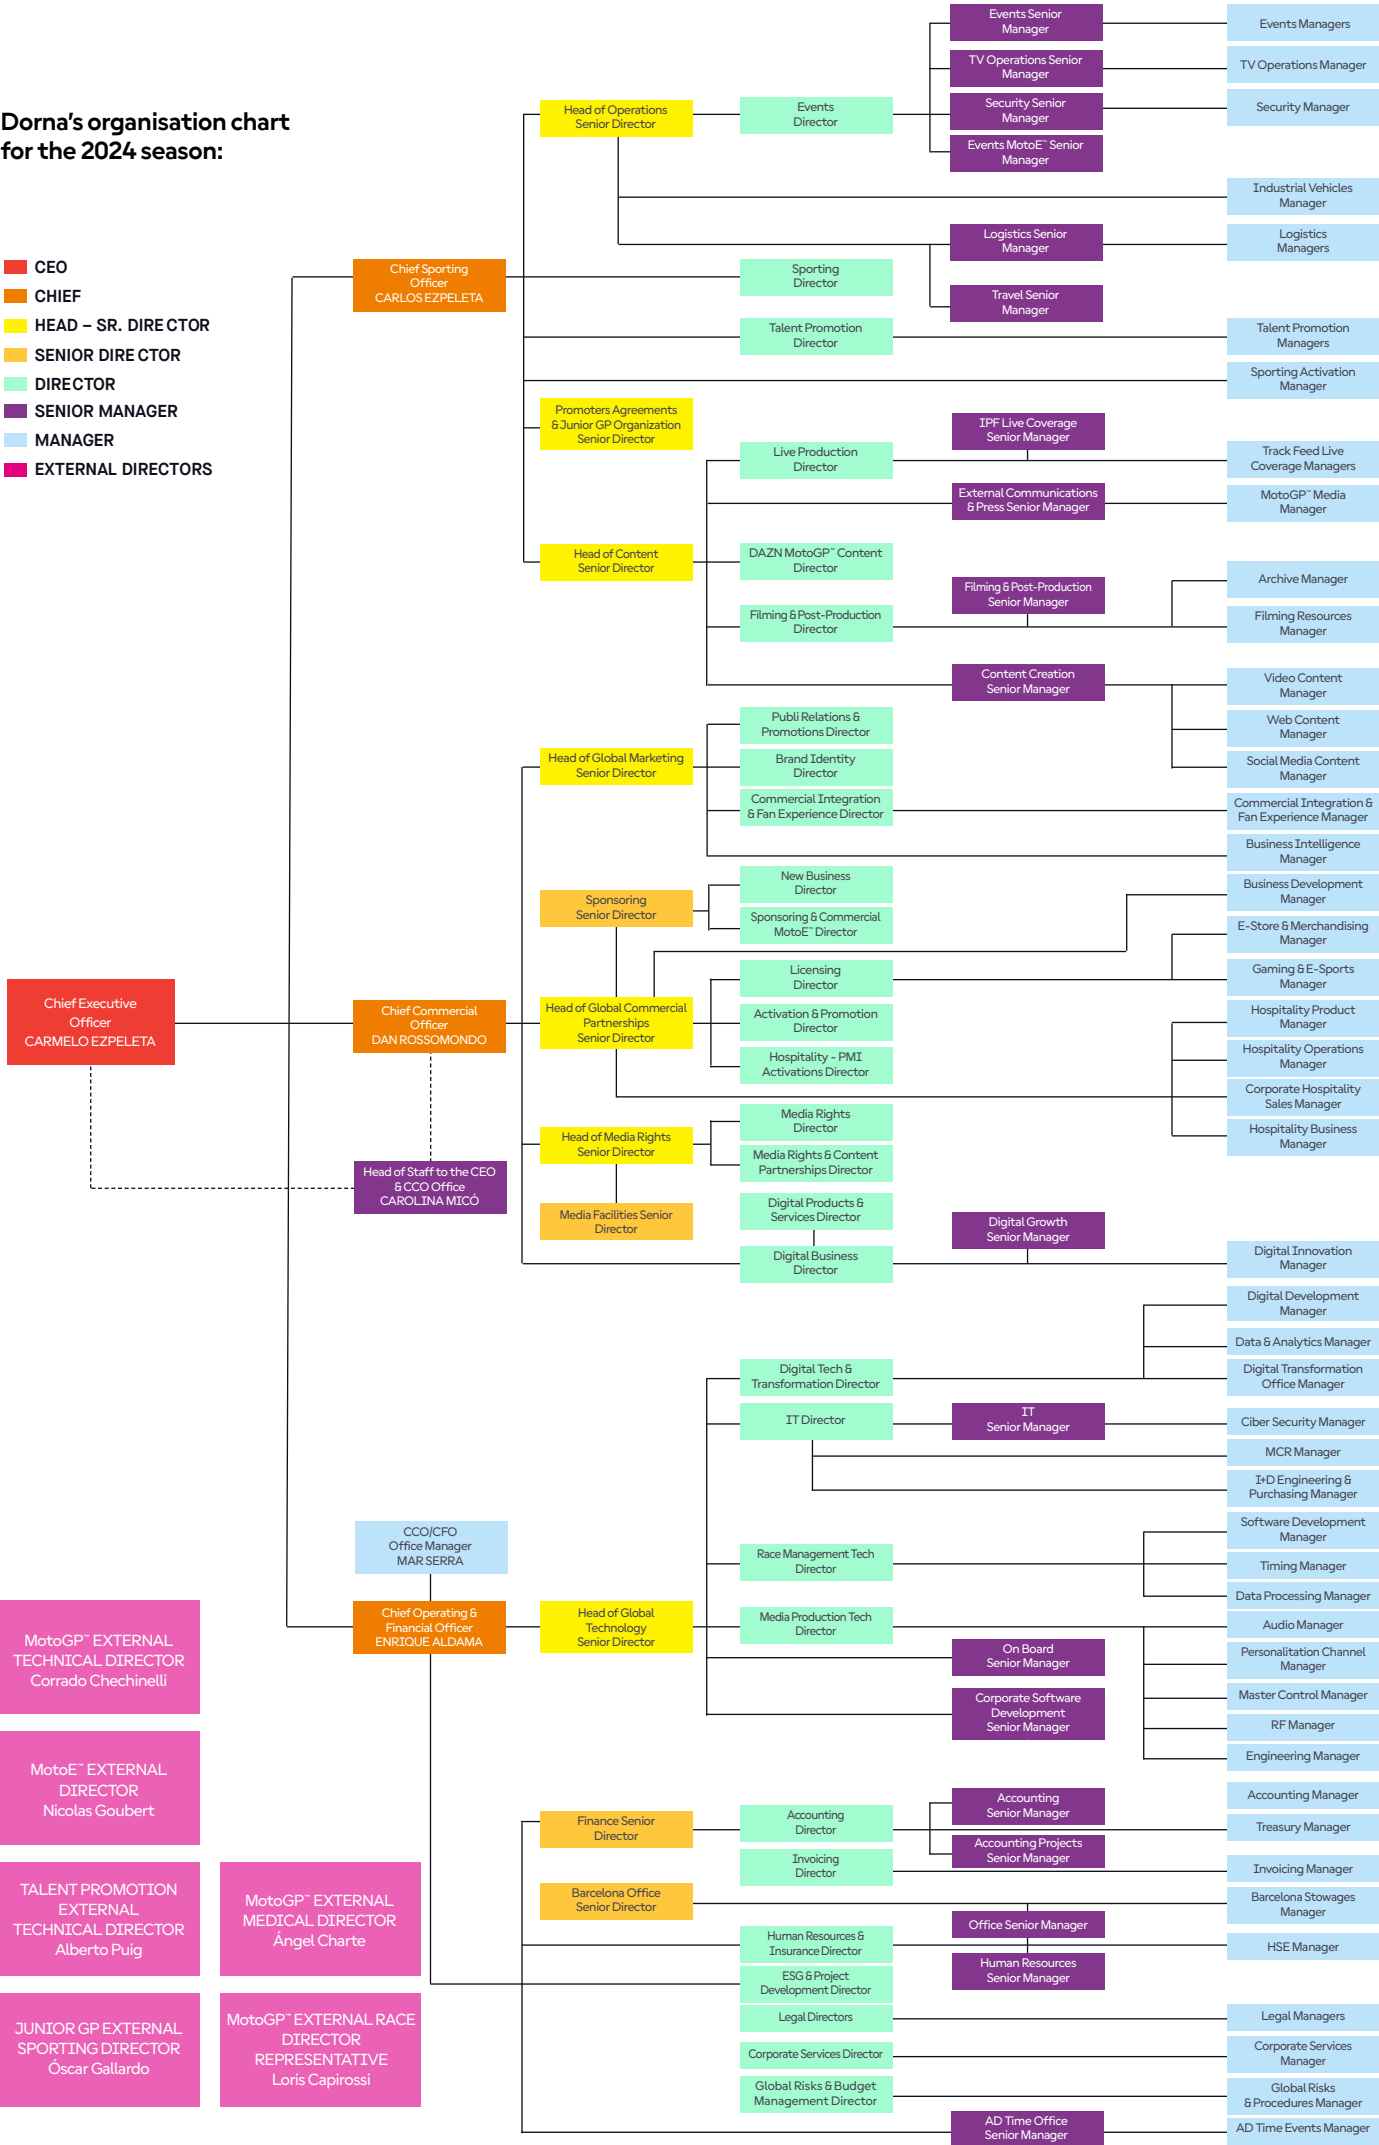 Dorna's organisation chart
for the 2024 season:
CEO
CHIEF
HEAD – SR. DIRECTOR
SENIOR DIRECTOR
DIRECTOR
SENIOR MANAGER
MANAGER
EXTERNAL DIRECTORS
Chief Executive
Officer
CARMELO EZPELETA
Head of Staff to the CEO
& CCO Office
CAROLINA MICÓ
Chief Sporting
Officer
CARLOS EZPELETA
Head of Operations
Senior Director
Events
Director
Events Senior
Manager
Events Managers
TV Operations Senior
Manager
TV Operations Manager
Security Senior
Manager
Security Manager
Events MotoE™ Senior
Manager
Industrial Vehicles
Manager
Logistics Senior
Manager
Logistics
Managers
Travel Senior
Manager
Sporting
Director
Talent Promotion
Director
Talent Promotion
Managers
Sporting Activation
Manager
Promoters Agreements
& Junior GP Organization
Senior Director
Head of Content
Senior Director
Live Production
Director
IPF Live Coverage
Senior Manager
Track Feed Live
Coverage Managers
External Communications
& Press Senior Manager
MotoGP™ Media
Manager
DAZN MotoGP™ Content
Director
Filming & Post-Production
Director
Filming & Post-Production
Senior Manager
Archive Manager
Filming Resources
Manager
Content Creation
Senior Manager
Video Content
Manager
Web Content
Manager
Social Media Content
Manager
Chief Commercial
Officer
DAN ROSSOMONDO
Head of Global Marketing
Senior Director
Publi Relations &
Promotions Director
Brand Identity
Director
Commercial Integration
& Fan Experience Director
Commercial Integration &
Fan Experience Manager
Business Intelligence
Manager
Sponsoring
Senior Director
New Business
Director
Sponsoring & Commercial
MotoE™ Director
Business Development
Manager
Head of Global Commercial
Partnerships
Senior Director
Licensing
Director
E-Store & Merchandising
Manager
Gaming & E-Sports
Manager
Activation & Promotion
Director
Hospitality - PMI
Activations Director
Hospitality Product
Manager
Hospitality Operations
Manager
Corporate Hospitality
Sales Manager
Hospitality Business
Manager
Head of Media Rights
Senior Director
Media Rights
Director
Media Rights & Content
Partnerships Director
Media Facilities Senior
Director
Digital Products &
Services Director
Digital Business
Director
Digital Growth
Senior Manager
Digital Innovation
Manager
CCO/CFO
Office Manager
MAR SERRA
Chief Operating &
Financial Officer
ENRIQUE ALDAMA
Head of Global
Technology
Senior Director
Digital Tech &
Transformation Director
Digital Development
Manager
Data & Analytics Manager
Digital Transformation
Office Manager
IT Director
IT
Senior Manager
Ciber Security Manager
MCR Manager
I+D Engineering &
Purchasing Manager
Race Management Tech
Director
Software Development
Manager
Timing Manager
Data Processing Manager
Media Production Tech
Director
Audio Manager
Personalitation Channel
Manager
Master Control Manager
RF Manager
Engineering Manager
On Board
Senior Manager
Corporate Software
Development
Senior Manager
Finance Senior
Director
Accounting
Director
Accounting
Senior Manager
Accounting Projects
Senior Manager
Accounting Manager
Treasury Manager
Invoicing
Director
Invoicing Manager
Barcelona Office
Senior Director
Barcelona Stowages
Manager
Office Senior Manager
Human Resources &
Insurance Director
Human Resources
Senior Manager
HSE Manager
ESG & Project
Development Director
Legal Directors
Legal Managers
Corporate Services Director
Corporate Services
Manager
Global Risks & Budget
Management Director
Global Risks
& Procedures Manager
AD Time Office
Senior Manager
AD Time Events Manager
MotoGP™ EXTERNAL
TECHNICAL DIRECTOR
Corrado Chechinelli
MotoE™ EXTERNAL
DIRECTOR
Nicolas Goubert
TALENT PROMOTION
EXTERNAL
TECHNICAL DIRECTOR
Alberto Puig
MotoGP™ EXTERNAL
MEDICAL DIRECTOR
Ángel Charte
JUNIOR GP EXTERNAL
SPORTING DIRECTOR
Óscar Gallardo
MotoGP™ EXTERNAL RACE
DIRECTOR
REPRESENTATIVE
Loris Capirossi